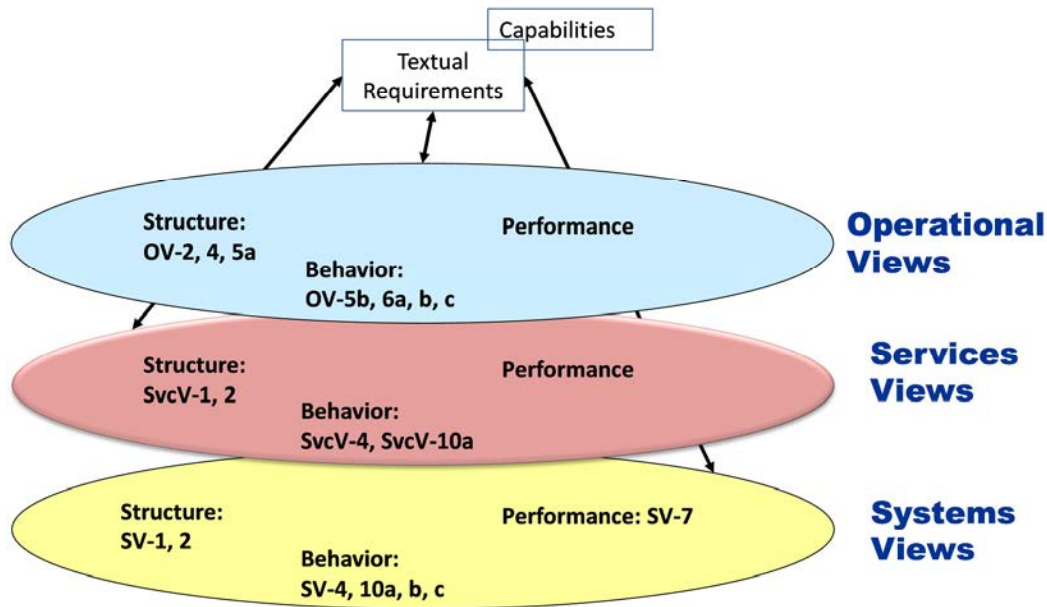 Capabilities
Textual
Requirements
Structure:
OV-2, 4, 5a
Performance
Behavior:
OV-5b, 6a, b, c
Operational
Views
Structure:
SvcV-1, 2
Performance
Behavior:
SvcV-4, SvcV-10a
Services
Views
Structure:
SV-1, 2
Performance: SV-7
Behavior:
SV-4, 10a, b, c
Systems
Views